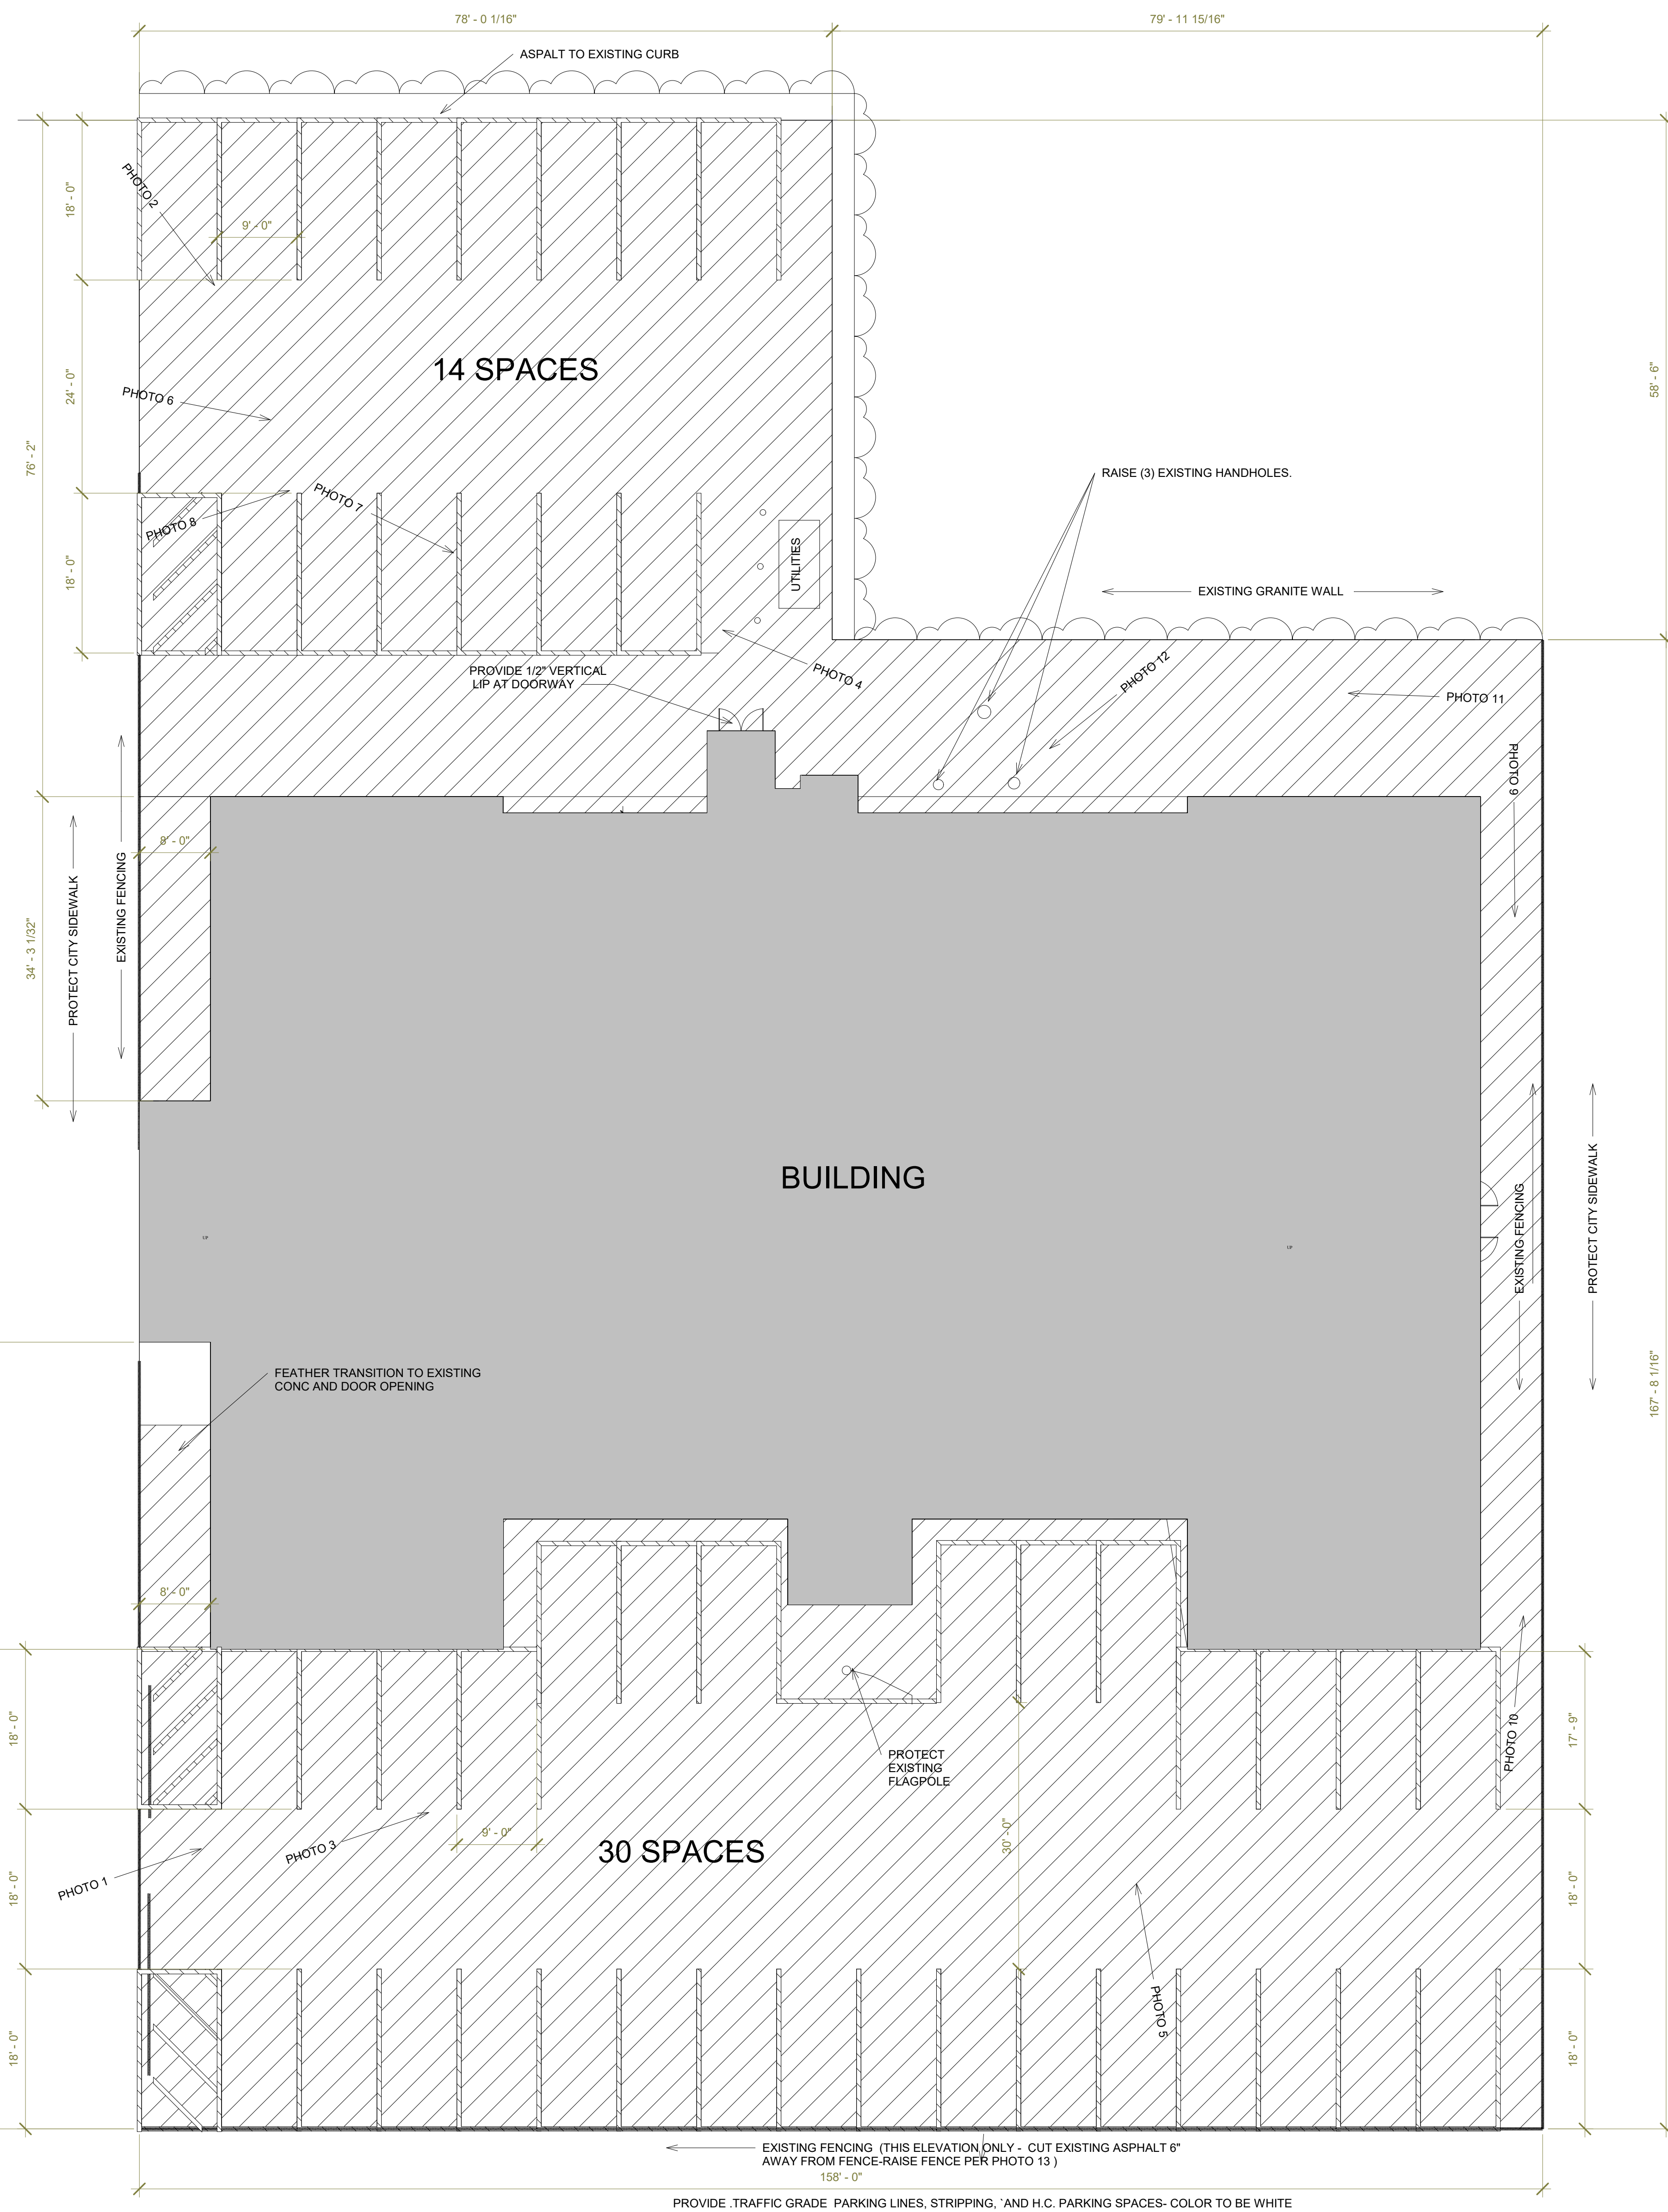 78' - 0 1/16"
79' - 11 15/16"
ASPALT TO EXISTING CURB
PHOTO 2
18' - 0"
9' - 0"
14 SPACES
24' - 0"
58' - 6"
PHOTO 6
76' - 2"
RAISE (3) EXISTING HANDHOLES.
PHOTO 7
PHOTO 8
UTILITIES
18' - 0"
EXISTING GRANITE WALL
PROVIDE 1/2" VERTICAL
LIP AT DOORWAY
PHOTO 4
PHOTO 12
PHOTO 11
PHOTO 9
8' - 0"
EXISTING FENCING
PROTECT CITY SIDEWALK
34' - 3 1/32"
BUILDING
UP
UP
EXISTING FENCING
PROTECT CITY SIDEWALK
167' - 8 1/16"
FEATHER TRANSITION TO EXISTING
CONC AND DOOR OPENING
8' - 0"
18' - 0"
17' - 9"
PHOTO 10
PROTECT
EXISTING
FLAGPOLE
9' - 0"
30' - 0"
PHOTO 3
30 SPACES
PHOTO 1
18' - 0"
18' - 0"
PHOTO 5
18' - 0"
18' - 0"
EXISTING FENCING (THIS ELEVATION ONLY - CUT EXISTING ASPHALT 6"
AWAY FROM FENCE-RAISE FENCE PER PHOTO 13 )
158' - 0"
PROVIDE .TRAFFIC GRADE PARKING LINES, STRIPPING, `AND H.C. PARKING SPACES- COLOR TO BE WHITE